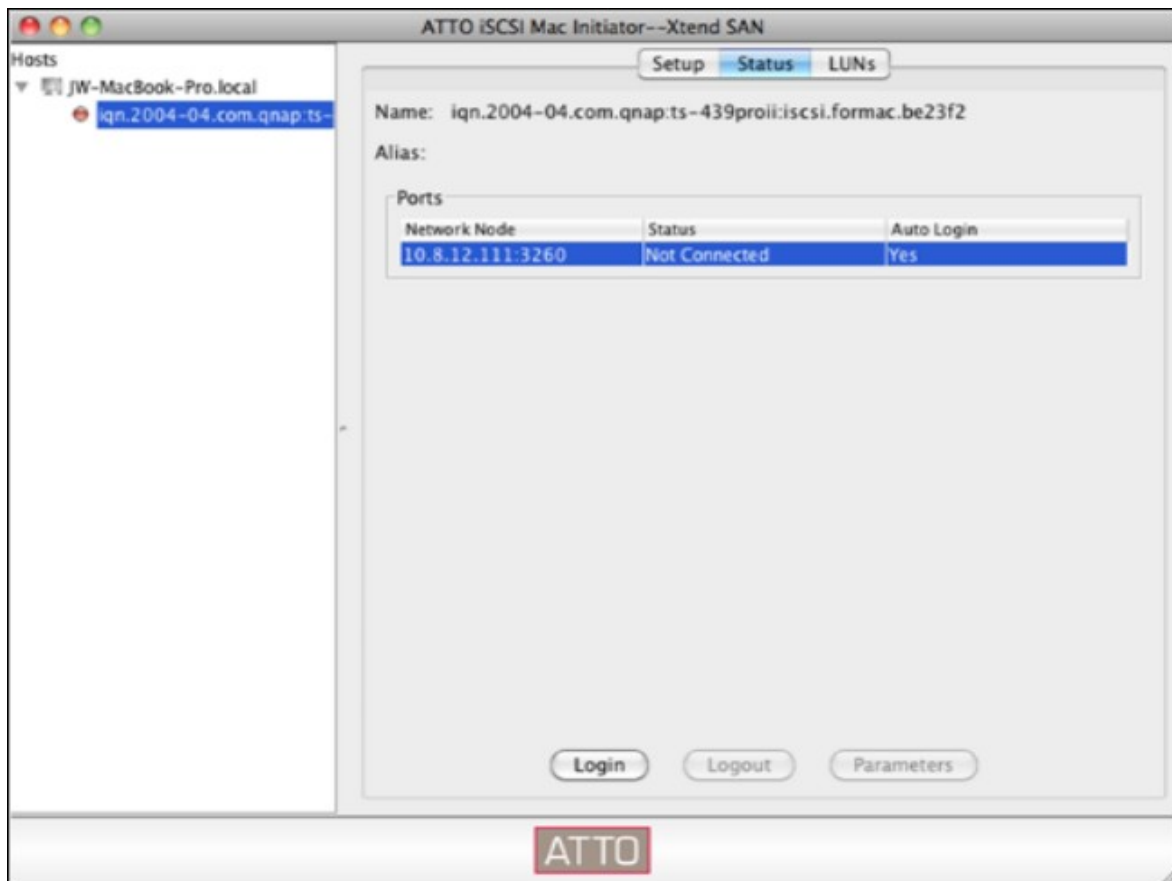 ATTO iSCSI Mac Initiator--Xtend SAN
Hosts
JW-MacBook-Pro.local
iqn.2004-04.com.qnap:ts-
Setup Status LUNs
Name: iqn.2004-04.com.qnap:ts-439proii:iscsi.formac.be23f2
Alias:
Ports
Network Node Status Auto Login
10.8.12.111:3260 Not Connected Yes
Login Logout Parameters
ATTO